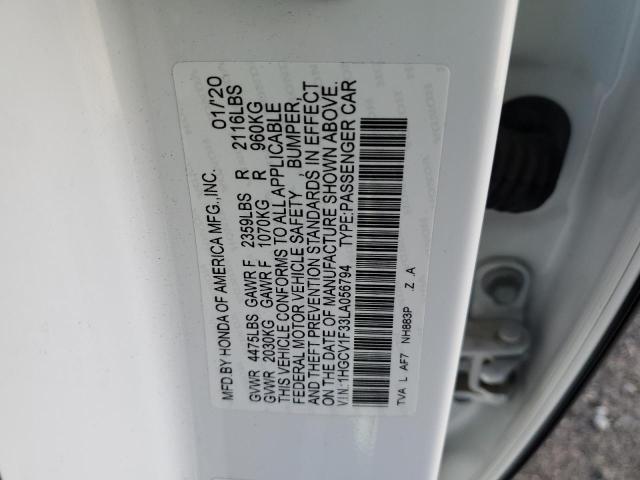 MFD.BY HONDA OF AMERICA MFG.,INC. 01/'20
GVWR 4475LBS GAWR F 2359LBS R 2116LBS
GVWR 2030KG GAWR F 1070KG R 960KG
THIS VEHICLE CONFORMS TO ALL APPLICABLE
FEDERAL MOTOR VEHICLE SAFETY , BUMPER,
AND THEFT PREVENTION STANDARDS IN EFFECT
ON THE DATE OF MANUFACTURE SHOWN ABOVE.
V.I.N.:1HGCV1F33LA056794 TYPE:PASSENGER CAR
TVA L AF7 NH883P .Z .A